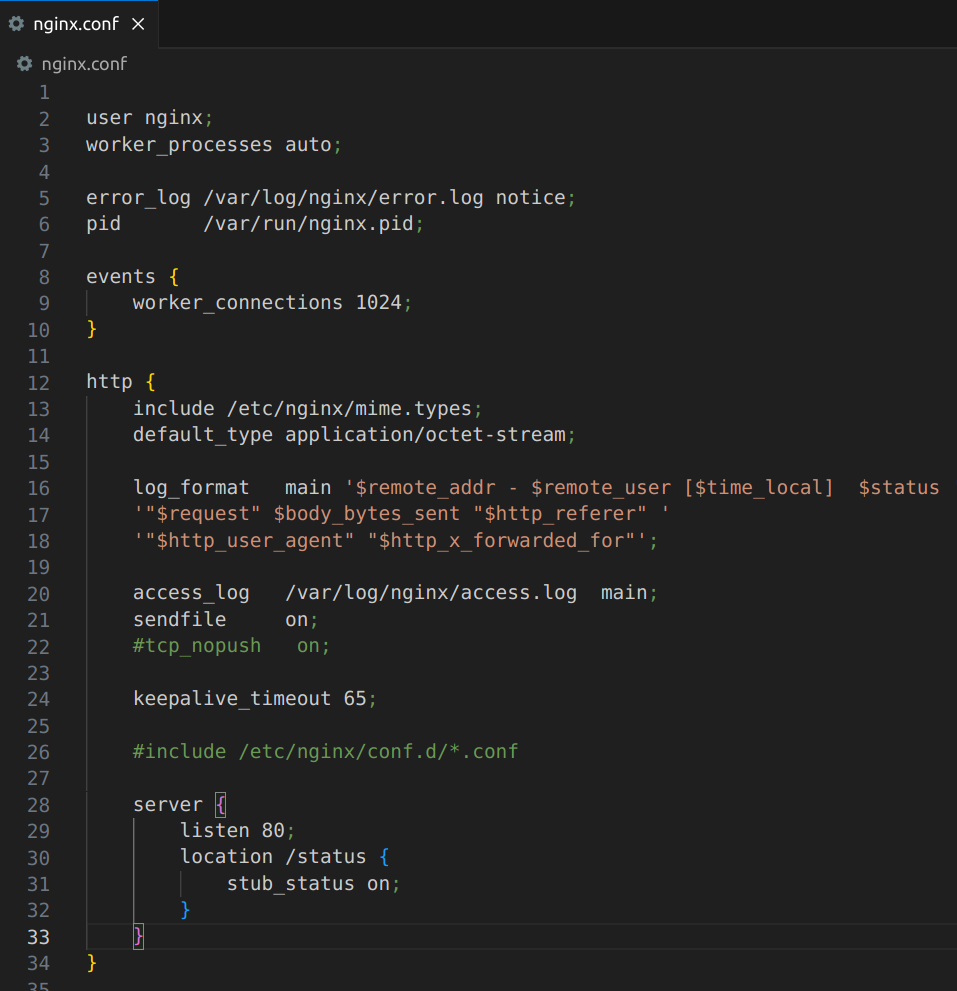 nginx.conf ×
nginx.conf
1
2 user nginx;
3 worker_processes auto;
4
5 error_log /var/log/nginx/error.log notice;
6 pid       /var/run/nginx.pid;
7
8 events {
9     worker_connections 1024;
10 }
11
12 http {
13     include /etc/nginx/mime.types;
14     default_type application/octet-stream;
15
16     log_format   main '$remote_addr - $remote_user [$time_local]  $status
17     '"$request" $body_bytes_sent "$http_referer" '
18     '"$http_user_agent" "$http_x_forwarded_for"';
19
20     access_log   /var/log/nginx/access.log  main;
21     sendfile     on;
22     #tcp_nopush   on;
23
24     keepalive_timeout 65;
25
26     #include /etc/nginx/conf.d/*.conf
27
28     server {
29         listen 80;
30         location /status {
31             stub_status on;
32         }
33     }
34 }
35